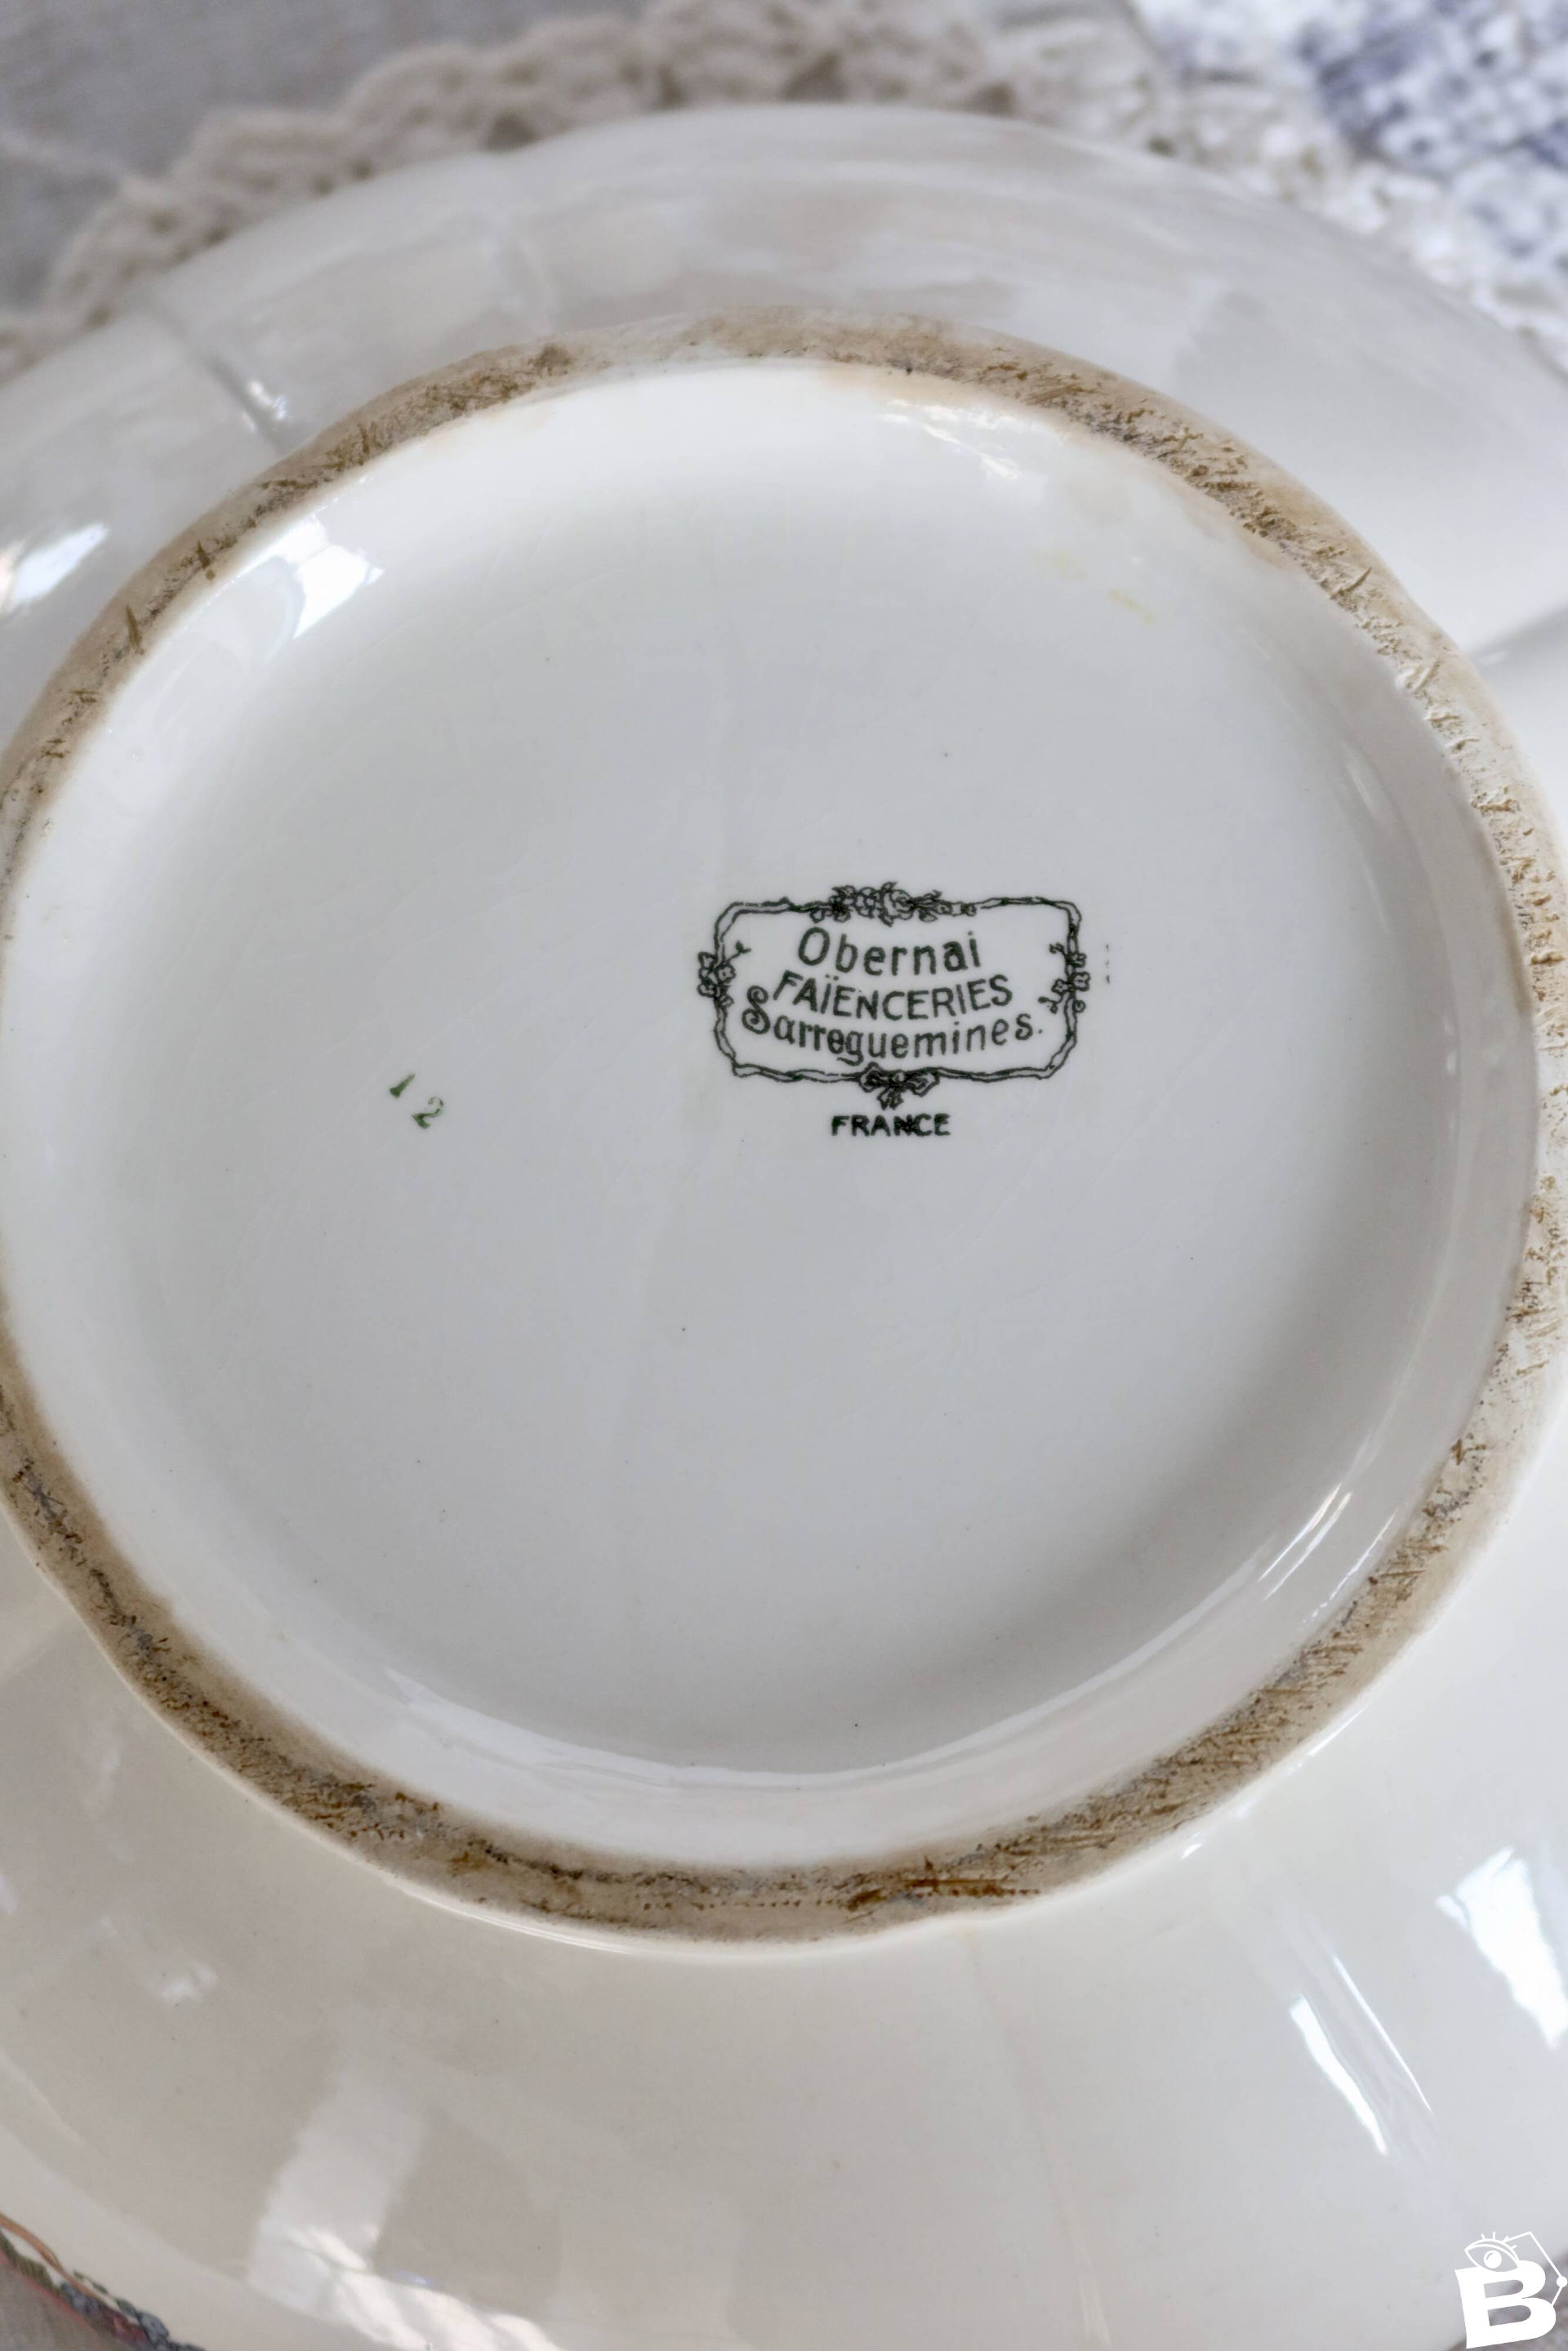 Obernai
FAÏENCERIES
Sarreguemines.
FRANCE
12
B